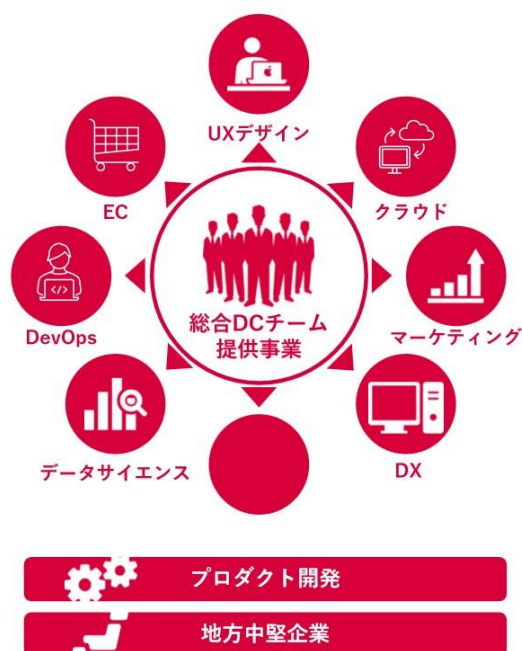 UXデザイン
EC
クラウド
総合DCチーム
提供事業
DevOps
マーケティング
データサイエンス
DX
プロダクト開発
地方中堅企業